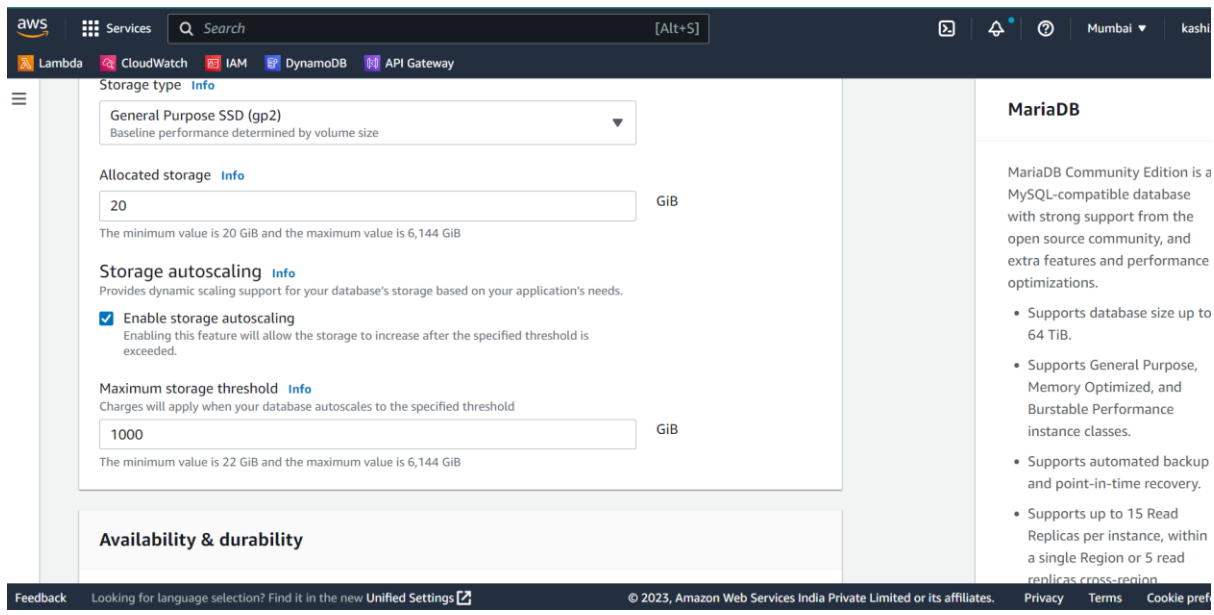 aws Services Search [Alt+S] Mumbai kashi
Lambda CloudWatch IAM DynamoDB API Gateway
Storage type Info
General Purpose SSD (gp2)
Baseline performance determined by volume size
Allocated storage Info
20 GiB
The minimum value is 20 GiB and the maximum value is 6,144 GiB
Storage autoscaling Info
Provides dynamic scaling support for your database's storage based on your application's needs.
Enable storage autoscaling
Enabling this feature will allow the storage to increase after the specified threshold is
exceeded.
Maximum storage threshold Info
Charges will apply when your database autoscales to the specified threshold
1000 GiB
The minimum value is 22 GiB and the maximum value is 6,144 GiB
Availability & durability
MariaDB
MariaDB Community Edition is a
MySQL-compatible database
with strong support from the
open source community, and
extra features and performance
optimizations.
• Supports database size up to
64 TiB.
• Supports General Purpose,
Memory Optimized, and
Burstable Performance
instance classes.
• Supports automated backup
and point-in-time recovery.
• Supports up to 15 Read
Replicas per instance, within
a single Region or 5 read
replicas cross-region
Feedback Looking for language selection? Find it in the new Unified Settings © 2023, Amazon Web Services India Private Limited or its affiliates. Privacy Terms Cookie pref